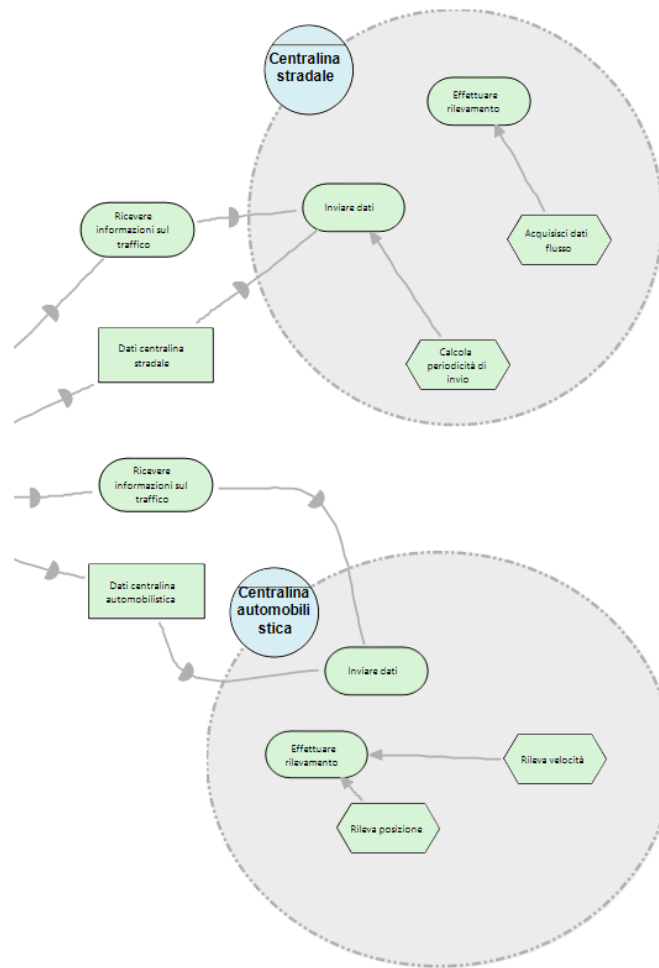 Centralina
stradale
Effettuare
rilevamento
Ricevere
informazioni sul
traffico
Inviare dati
Acquisisci dati
flusso
Dati centralina
stradale
Calcola
periodicità di
invio
Ricevere
informazioni sul
traffico
Dati centralina
automobilistica
Centralina
automobili
stica
Inviare dati
Effettuare
rilevamento
Rileva velocità
Rileva posizione